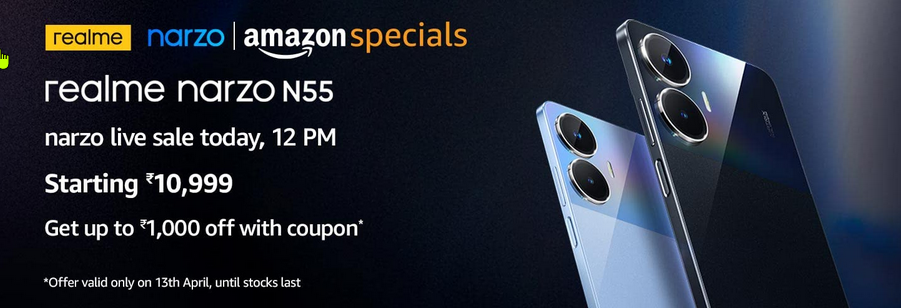 realme narzo | amazon specials
realme narzo N55
narzo live sale today, 12 PM
Starting ₹10,999
Get up to ₹1,000 off with coupon*
*Offer valid only on 13th April, until stocks last
realme